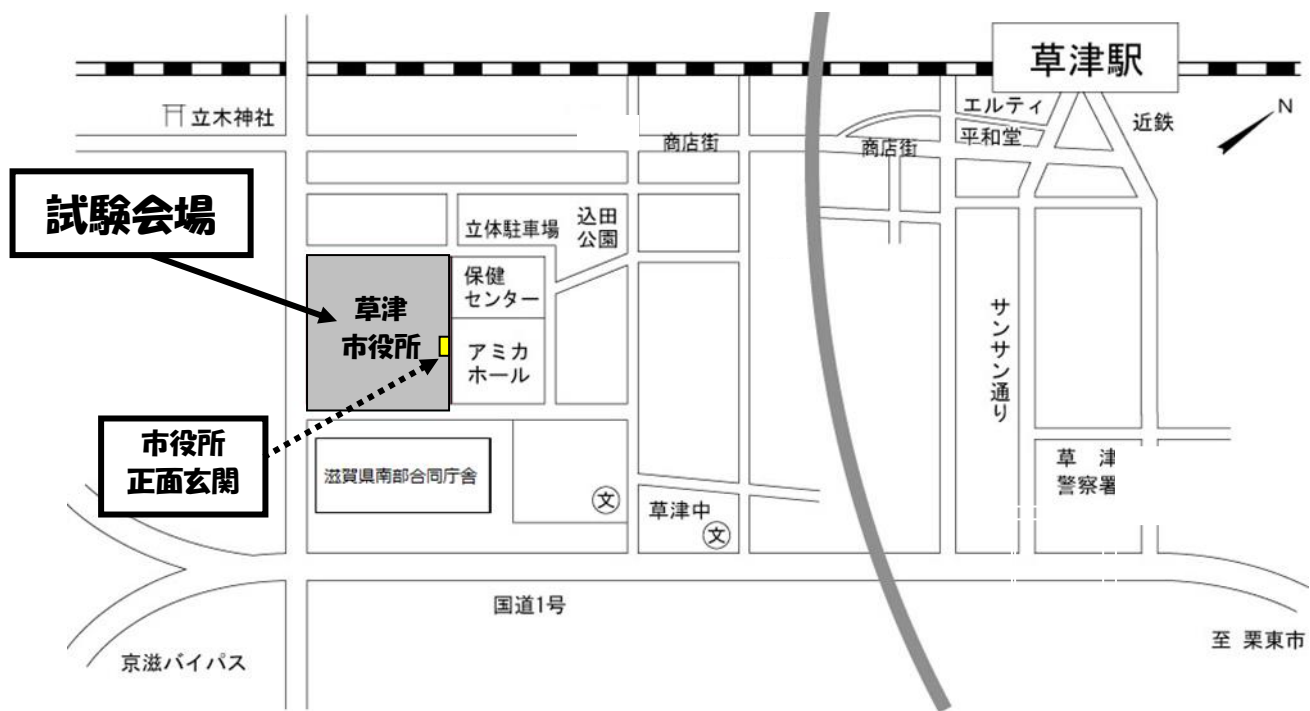 草津駅
エルティ
平和堂
近鉄
N
立木神社
商店街
商店街
試験会場
立体駐車場
込田
公園
保健
センター
草津
市役所
アミカ
ホール
サンサン通り
市役所
正面玄関
滋賀県南部合同庁舎
文
草津中
文
草 津
警察署
国道1号
至 栗東市
京滋バイパス